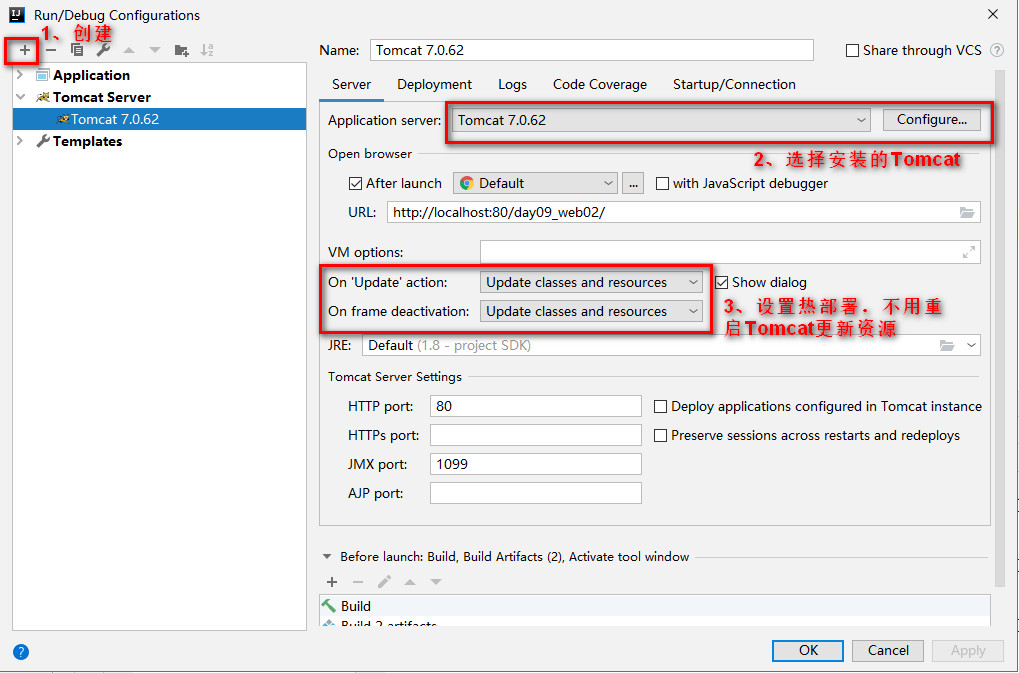 Run/Debug Configurations
1、创建
Name: Tomcat 7.0.62
Share through VCS
Application
Tomcat Server
Tomcat 7.0.62
Templates
Server Deployment Logs Code Coverage Startup/Connection
Application server: Tomcat 7.0.62 Configure...
2、选择安装的Tomcat
Open browser
After launch Default ... with JavaScript debugger
URL: http://localhost:80/day09_web02/
VM options:
On 'Update' action: Update classes and resources Show dialog
On frame deactivation: Update classes and resources
3、设置热部署．不用重
启Tomcat更新资源
JRE: Default (1.8 - project SDK)
Tomcat Server Settings
HTTP port: 80 Deploy applications configured in Tomcat instance
HTTPs port: Preserve sessions across restarts and redeploys
JMX port: 1099
AJP port:
Before launch: Build, Build Artifacts (2), Activate tool window
Build
Build 2 artifacts
OK Cancel Apply